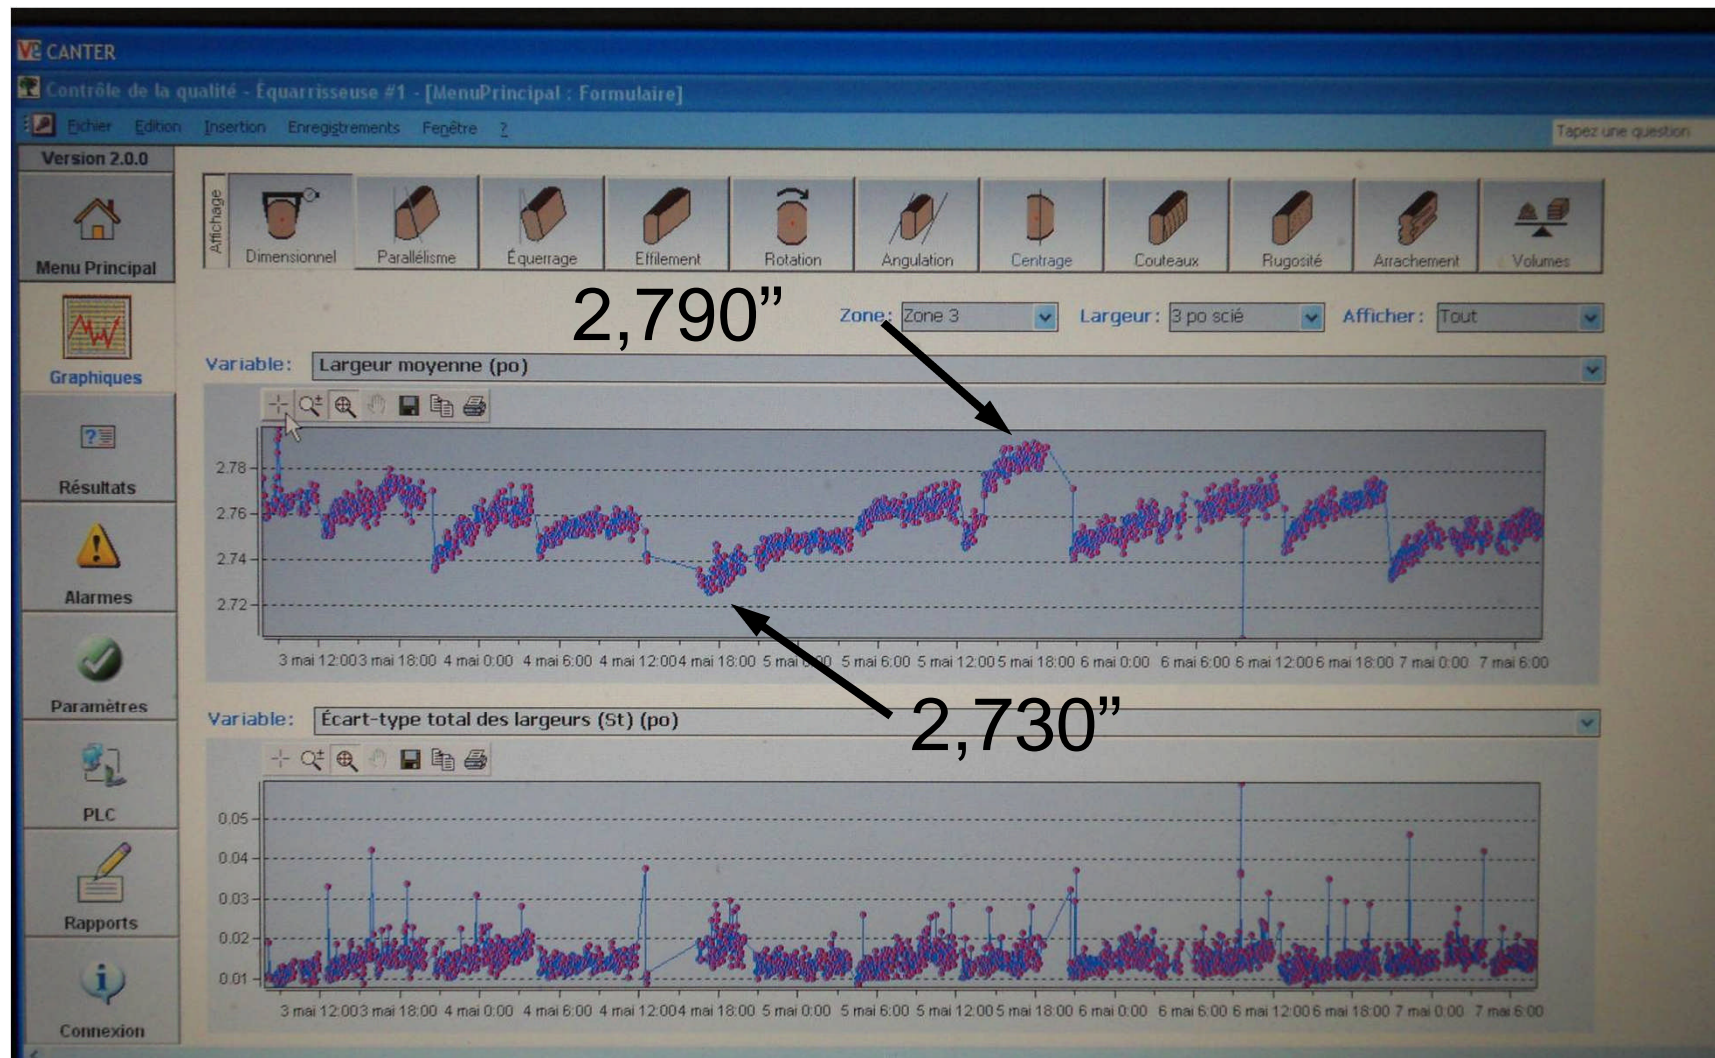 CANTER
Contrôle de la qualité - Équarrisseuse #1 - [MenuPrincipal : Formulaire]
Fichier Edition Insertion Enregistrements Fenêtre ?
Tapez une question
Version 2.0.0
Affichage
Dimensionnel Parallélisme Équerrage Effilement Rotation Angulation Centrage Couteaux Rugosité Arrachement Volumes
Menu Principal
2,790”
Zone: Zone 3 Largeur: 3 po scié Afficher: Tout
Variable: Largeur moyenne (po)
Graphiques
2.78
Résultats
2.76
2.74
Alarmes
2.72
3 mai 12:00 3 mai 18:00 4 mai 0:00 4 mai 6:00 4 mai 12:00 4 mai 18:00 5 mai 0:00 5 mai 6:00 5 mai 12:00 5 mai 18:00 6 mai 0:00 6 mai 6:00 6 mai 12:00 6 mai 18:00 7 mai 0:00 7 mai 6:00
Paramètres
Variable: Écart-type total des largeurs (St) (po)
2,730”
PLC
0.05
0.04
0.03
Rapports
0.02
0.01
3 mai 12:00 3 mai 18:00 4 mai 0:00 4 mai 6:00 4 mai 12:00 4 mai 18:00 5 mai 0:00 5 mai 6:00 5 mai 12:00 5 mai 18:00 6 mai 0:00 6 mai 6:00 6 mai 12:00 6 mai 18:00 7 mai 0:00 7 mai 6:00
Connexion